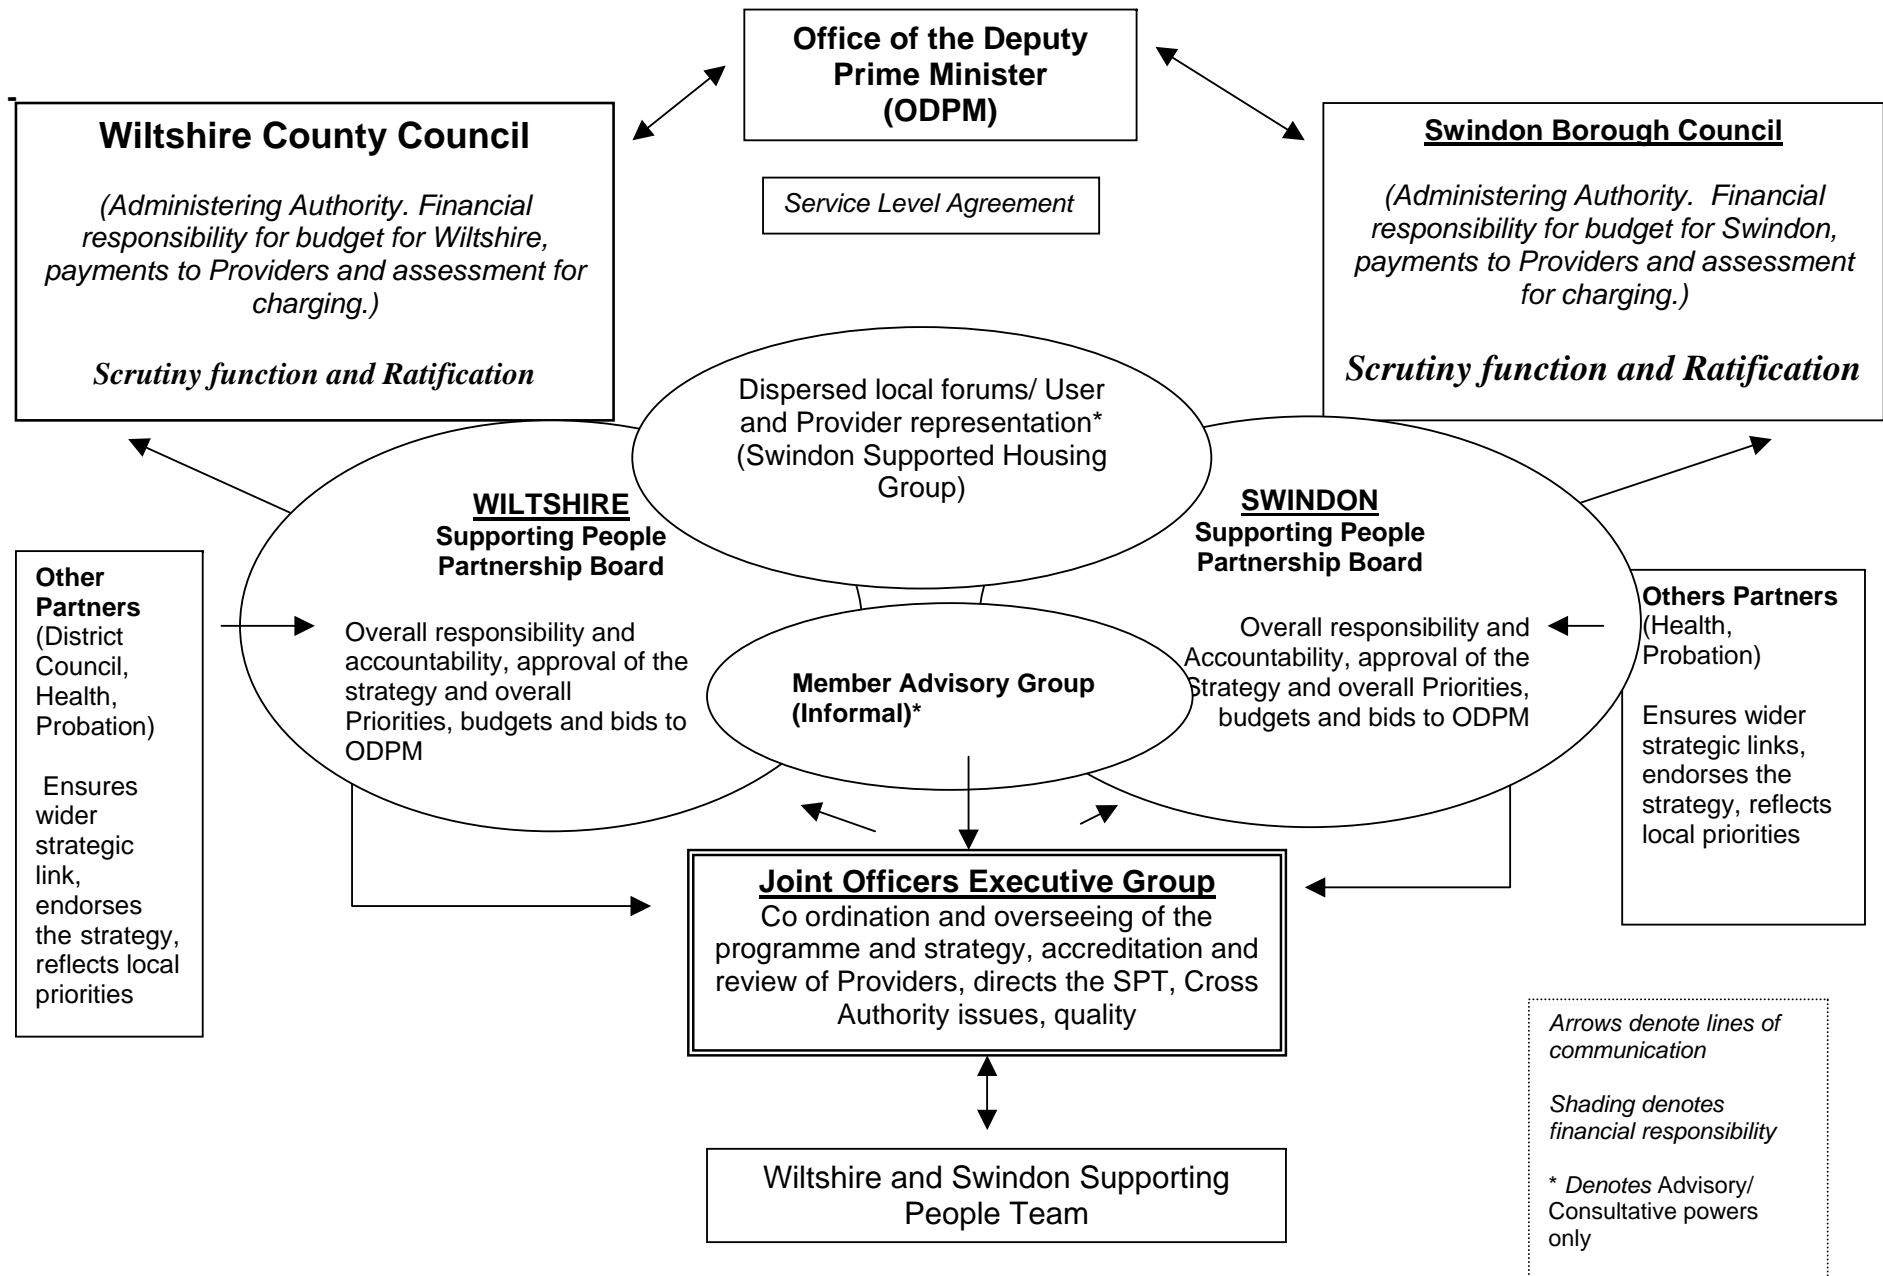 Office of the Deputy
Prime Minister
(ODPM)
Wiltshire County Council
(Administering Authority. Financial
responsibility for budget for Wiltshire,
payments to Providers and assessment for
charging.)
Scrutiny function and Ratification
Service Level Agreement
Swindon Borough Council
(Administering Authority.  Financial
responsibility for budget for Swindon,
payments to Providers and assessment
for charging.)
Scrutiny function and Ratification
Dispersed local forums/ User
and Provider representation*
(Swindon Supported Housing
Group)
WILTSHIRE
Supporting People
Partnership Board
Overall responsibility and
accountability, approval of the
strategy and overall
Priorities, budgets and bids to
ODPM
SWINDON
Supporting People
Partnership Board
Overall responsibility and
Accountability, approval of the
Strategy and overall Priorities,
budgets and bids to ODPM
Other
Partners
(District
Council,
Health,
Probation)
Ensures
wider
strategic
link,
endorses
the strategy,
reflects local
priorities
Member Advisory Group
(Informal)*
Others Partners
(Health,
Probation)
Ensures wider
strategic links,
endorses the
strategy, reflects
local priorities
Joint Officers Executive Group
Co ordination and overseeing of the
programme and strategy, accreditation and
review of Providers, directs the SPT, Cross
Authority issues, quality
Wiltshire and Swindon Supporting
People Team
Arrows denote lines of
communication
Shading denotes
financial responsibility
* Denotes Advisory/
Consultative powers
only